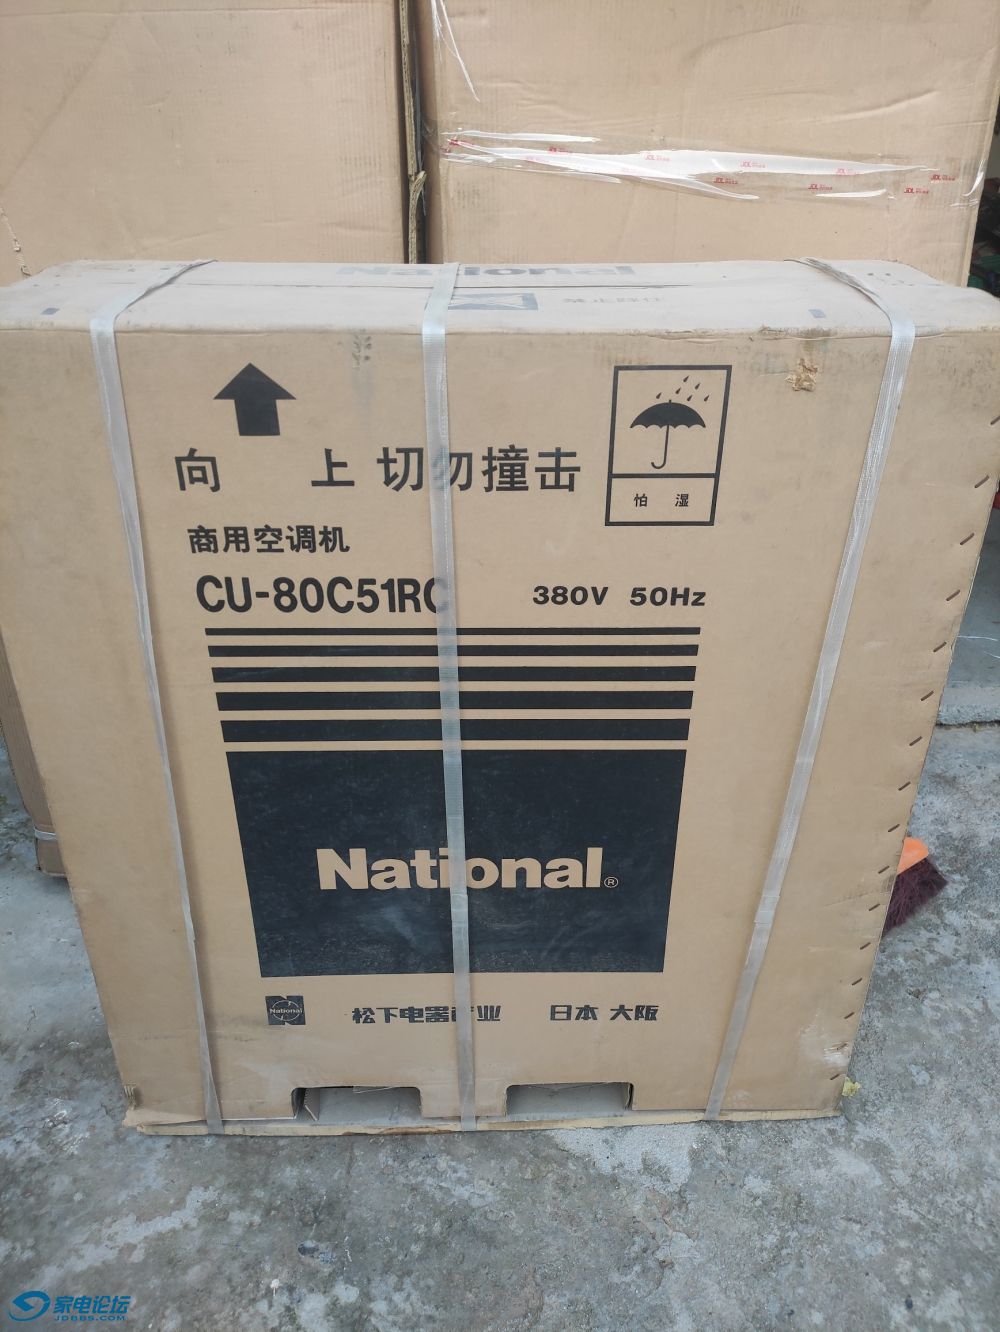 National
向 上 切勿撞击
怕 湿
商用空调机
CU-80C51RC
380V 50Hz
National®
National
松下电器产业 日本 大阪
家电论坛
JDBBS.COM